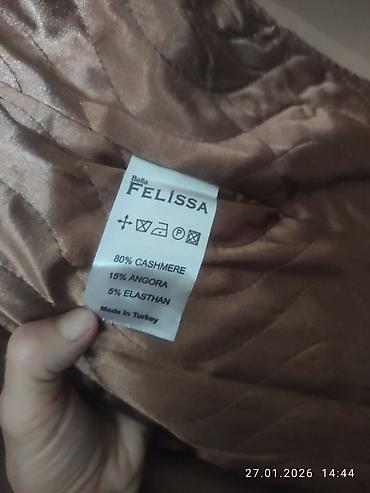 Bella
FELISSA
P
80% CASHMERE
15% ANGORA
5% ELASTHAN
Made in Turkey
27.01.2026 14:44